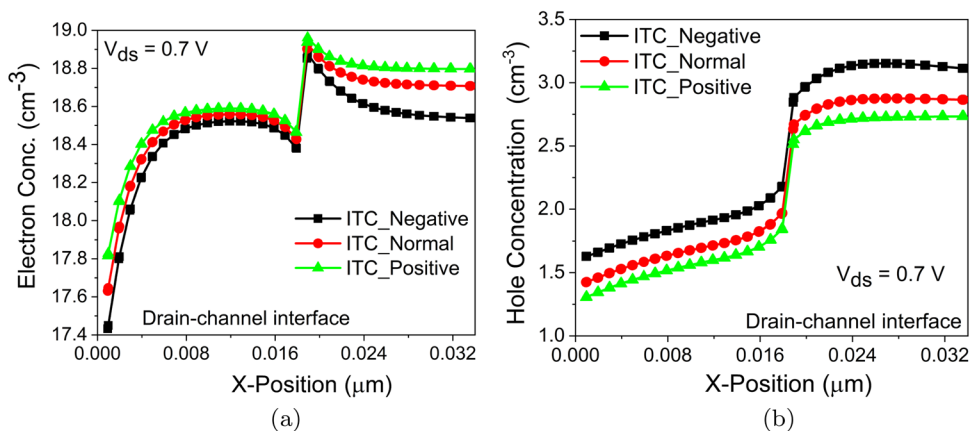 19.0
18.8
18.6
18.4
18.2
18.0
17.8
17.6
17.4
Electron Conc. (cm-3)
Vds = 0.7 V
ITC_Negative
ITC_Normal
ITC_Positive
Drain-channel interface
0.000 0.008 0.016 0.024 0.032
X-Position (μm)
(a)
3.5
3.0
2.5
2.0
1.5
1.0
Hole Concentration (cm-3)
ITC_Negative
ITC_Normal
ITC_Positive
Vds = 0.7 V
Drain-channel interface
0.000 0.008 0.016 0.024 0.032
X-Position (μm)
(b)